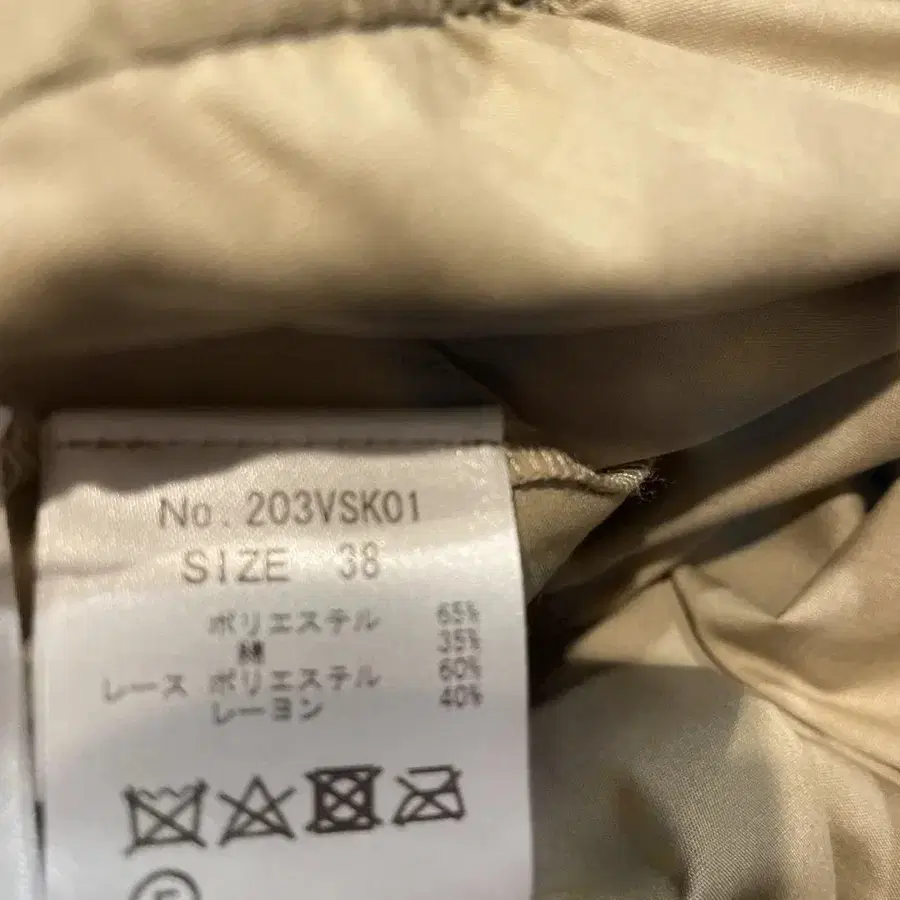 No. 203VSK01
SIZE 38
ポリエステル 65%
綿 35%
レース ポリエステル 60%
レーヨン 40%